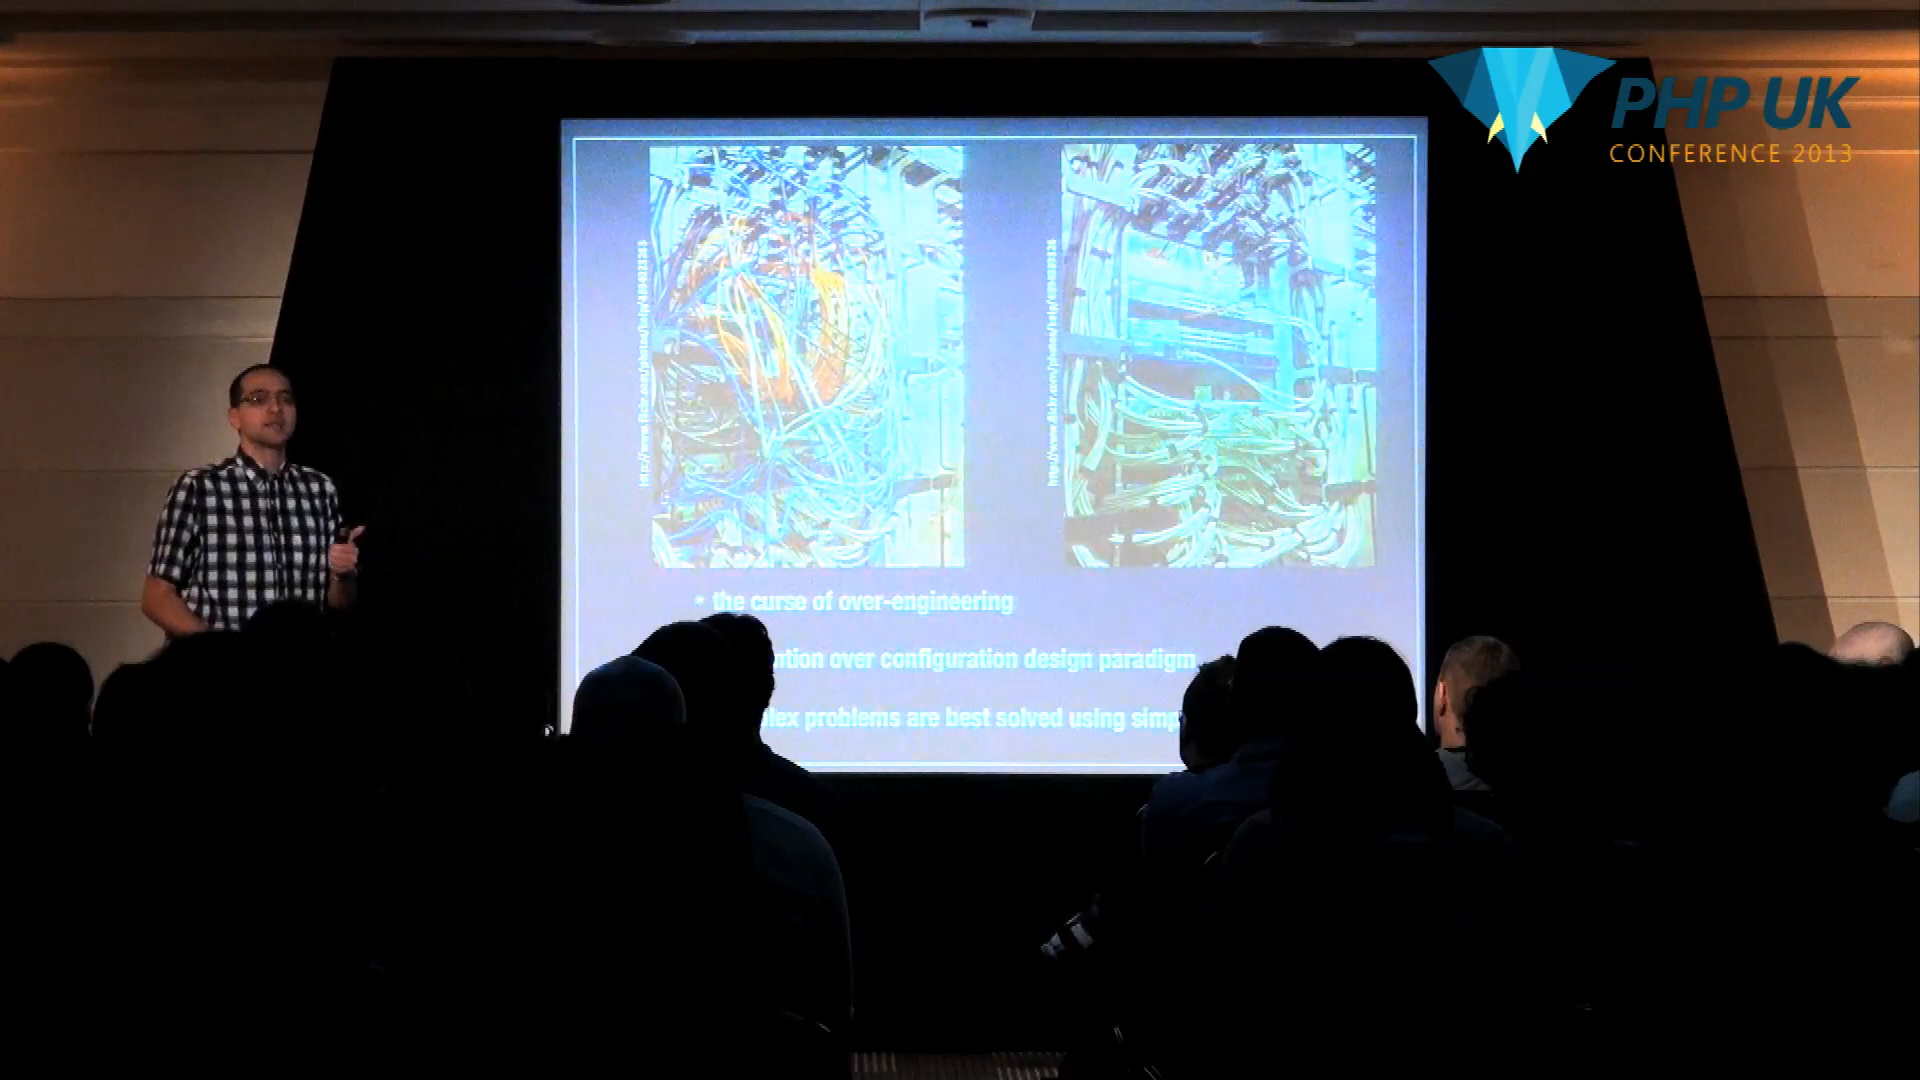 PHP UK
CONFERENCE 2013
* the curse of over-engineering
ntion over configuration design paradigm
lex problems are best solved using simp